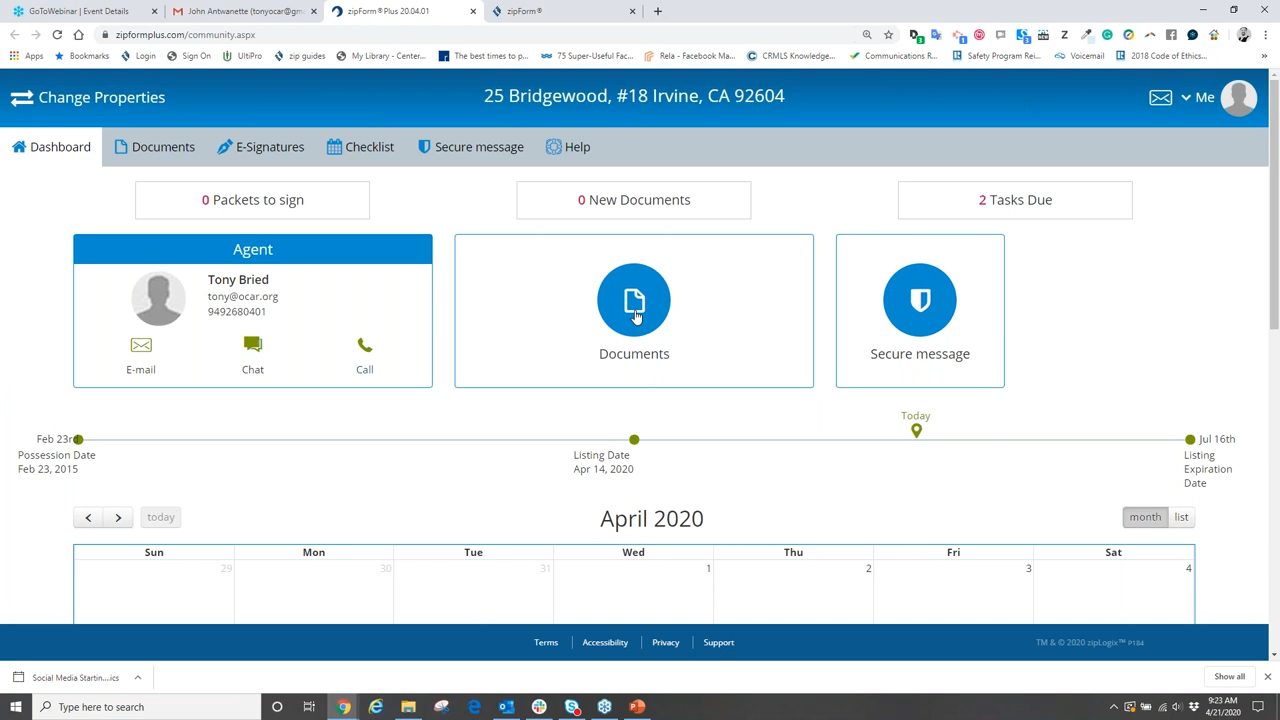 GoToWebinar | Event Details
John Antwanette (tonyocar@gm
zipForm® Plus 20.04.01
zipForm®
zipformplus.com/community.aspx
Apps
Bookmarks
Login
Sign On
UltiPro
zip guides
My Library - Center...
The best times to p...
75 Super-Useful Fac...
Rela - Facebook Ma...
CRMLS Knowledge...
Communications R...
Safety Program Rei...
Voicemail
2018 Code of Ethics...
Change Properties
25 Bridgewood, #18 Irvine, CA 92604
Me
Dashboard
Documents
E-Signatures
Checklist
Secure message
Help
0 Packets to sign
0 New Documents
2 Tasks Due
Agent
Tony Bried
tony@ocar.org
9492680401
E-mail
Chat
Call
Documents
Secure message
Today
Feb 23rd
Jul 16th
Possession Date
Feb 23, 2015
Listing Date
Apr 14, 2020
Listing
Expiration
Date
today
April 2020
month
list
Sun Mon Tue Wed Thu Fri Sat
29 30 31 1 2 3 4
Terms
Accessibility
Privacy
Support
TM & © 2020 zipLogix™ P184
Social Media Startin....ics
Show all
Type here to search
9:23 AM
4/21/2020